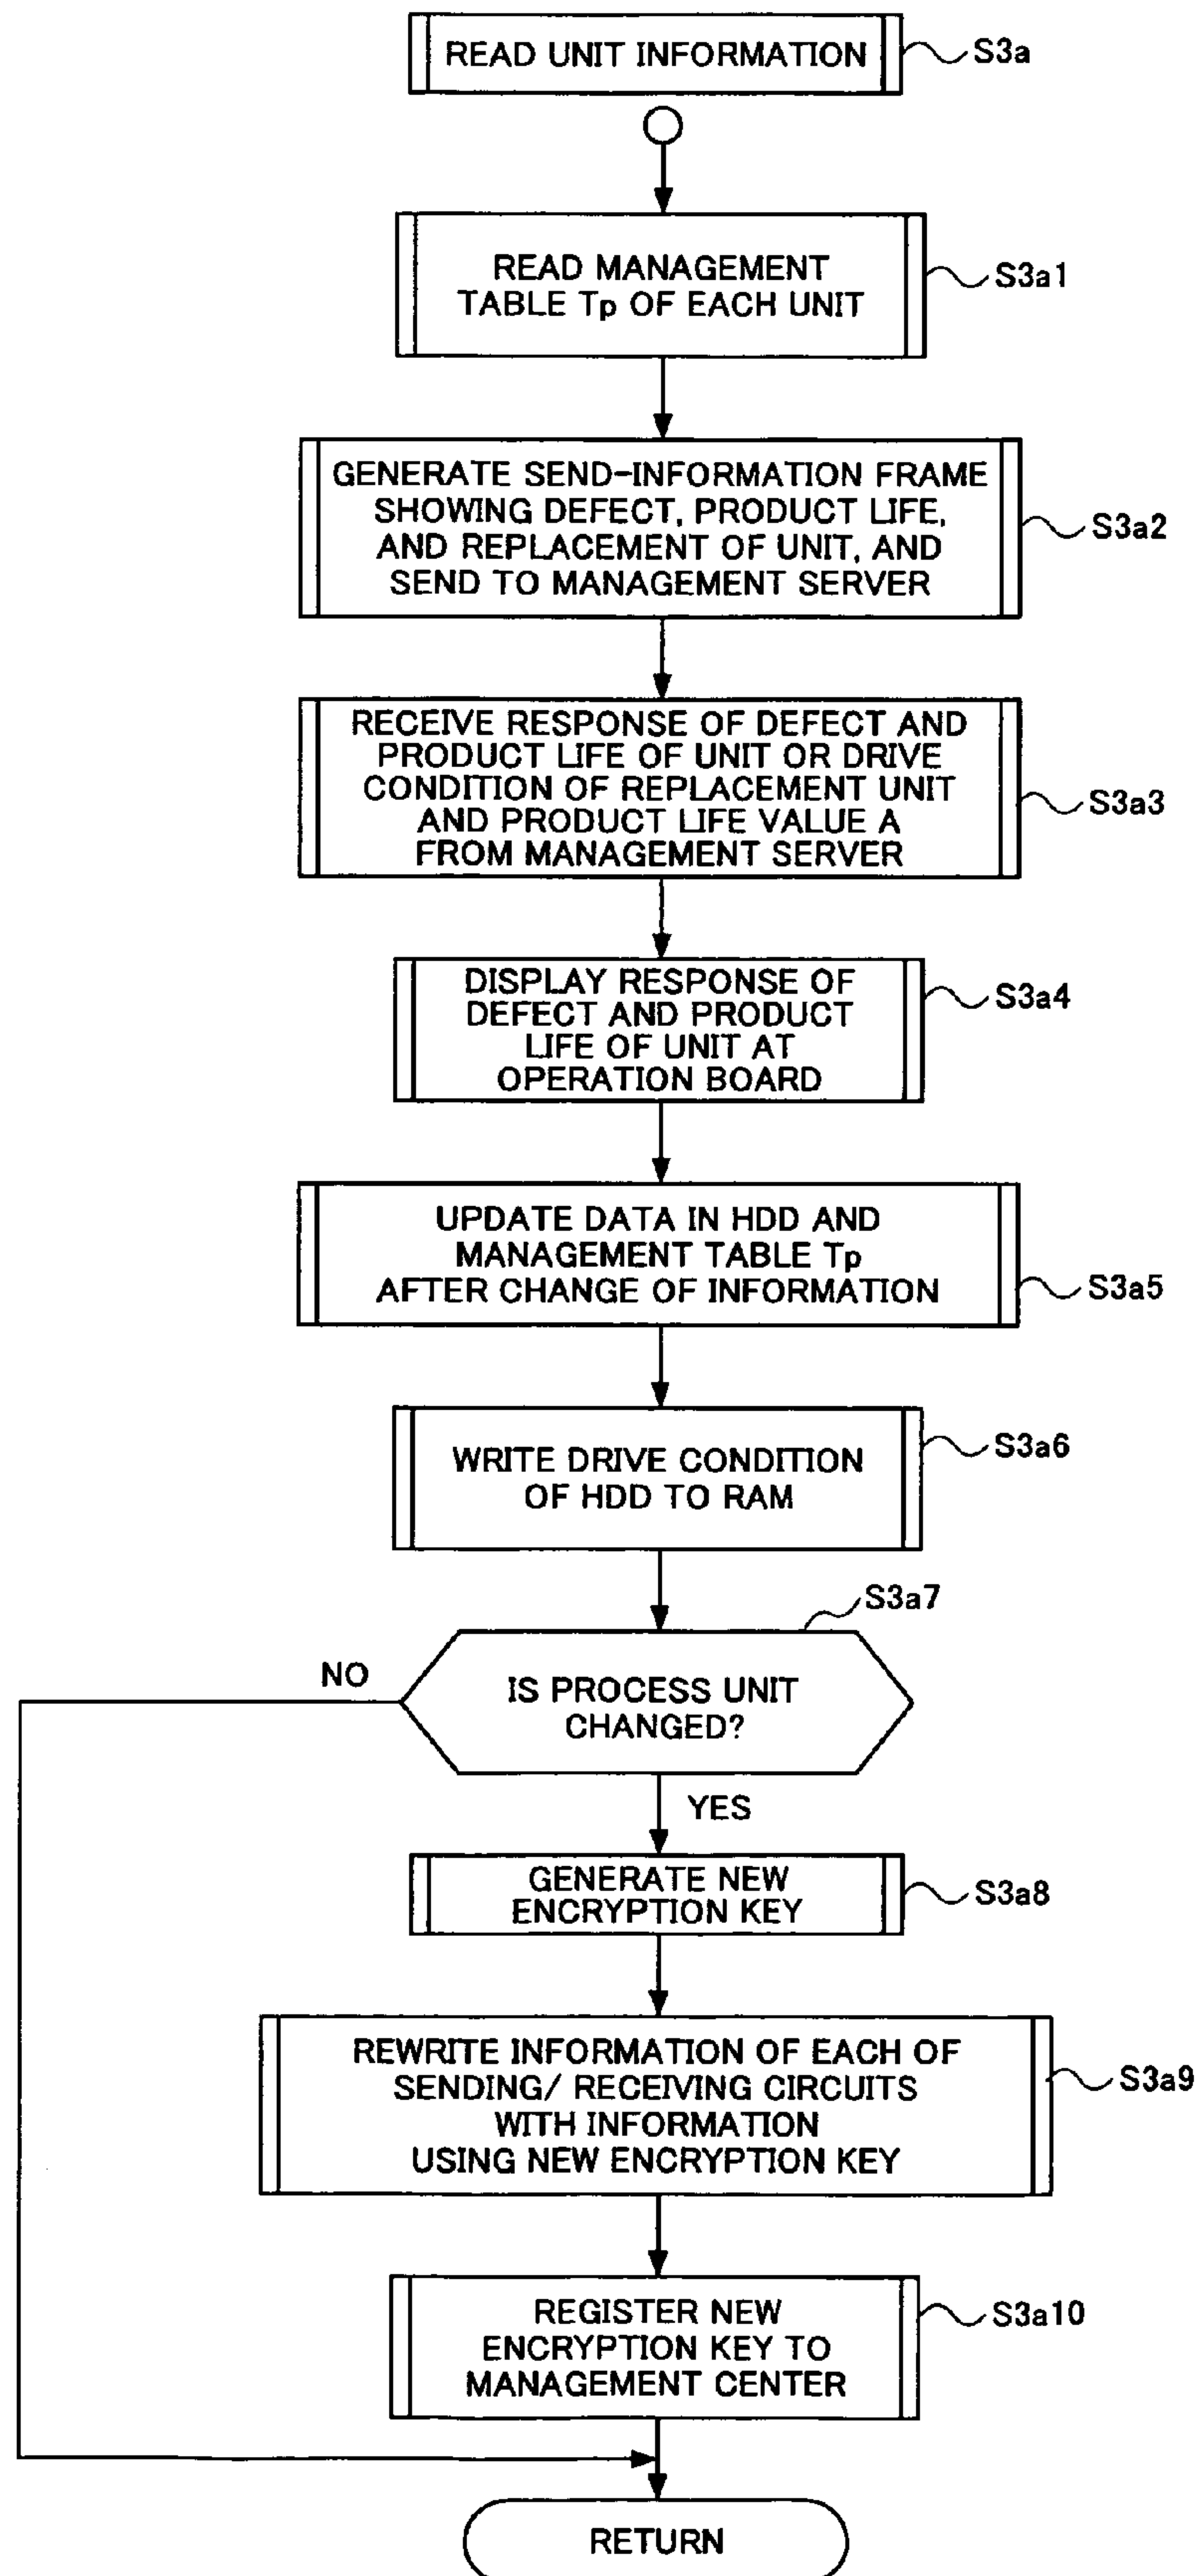 READ UNIT INFORMATION
S3a
READ MANAGEMENT
TABLE Tp OF EACH UNIT
S3a1
GENERATE SEND-INFORMATION FRAME
SHOWING DEFECT, PRODUCT LIFE,
AND REPLACEMENT OF UNIT, AND
SEND TO MANAGEMENT SERVER
S3a2
RECEIVE RESPONSE OF DEFECT AND
PRODUCT LIFE OF UNIT OR DRIVE
CONDITION OF REPLACEMENT UNIT
AND PRODUCT LIFE VALUE A
FROM MANAGEMENT SERVER
S3a3
DISPLAY RESPONSE OF
DEFECT AND PRODUCT
LIFE OF UNIT AT
OPERATION BOARD
S3a4
UPDATE DATA IN HDD AND
MANAGEMENT TABLE Tp
AFTER CHANGE OF INFORMATION
S3a5
WRITE DRIVE CONDITION
OF HDD TO RAM
S3a6
S3a7
NO
IS PROCESS UNIT
CHANGED?
YES
GENERATE NEW
ENCRYPTION KEY
S3a8
REWRITE INFORMATION OF EACH OF
SENDING/ RECEIVING CIRCUITS
WITH INFORMATION
USING NEW ENCRYPTION KEY
S3a9
REGISTER NEW
ENCRYPTION KEY TO
MANAGEMENT CENTER
S3a10
RETURN